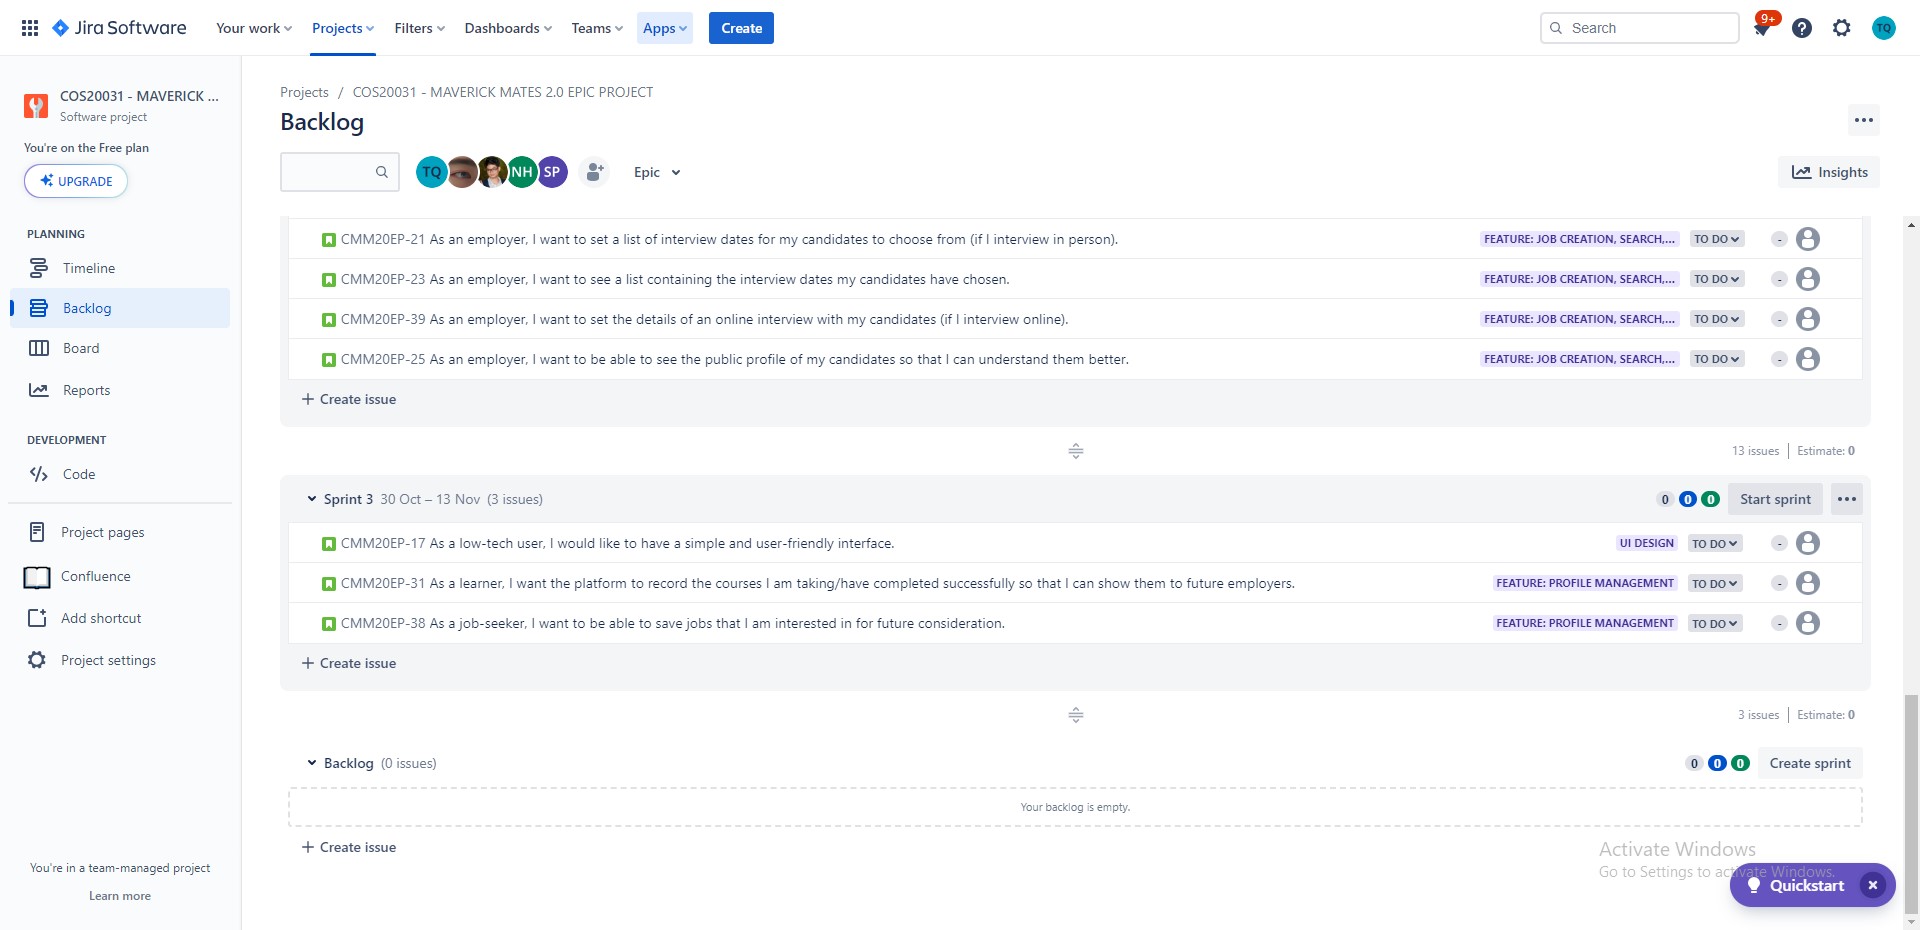 Jira Software
Your work
Projects
Filters
Dashboards
Teams
Apps
Create
Search
9+
TQ
COS20031 - MAVERICK ...
Software project
You're on the Free plan
UPGRADE
PLANNING
Timeline
Backlog
Board
Reports
DEVELOPMENT
Code
Project pages
Confluence
Add shortcut
Project settings
You're in a team-managed project
Learn more
Projects / COS20031 - MAVERICK MATES 2.0 EPIC PROJECT
Backlog
TQ NH SP Epic
Insights
CMM20EP-21 As an employer, I want to set a list of interview dates for my candidates to choose from (if I interview in person). FEATURE: JOB CREATION, SEARCH,... TO DO -
CMM20EP-23 As an employer, I want to see a list containing the interview dates my candidates have chosen. FEATURE: JOB CREATION, SEARCH,... TO DO -
CMM20EP-39 As an employer, I want to set the details of an online interview with my candidates (if I interview online). FEATURE: JOB CREATION, SEARCH,... TO DO -
CMM20EP-25 As an employer, I want to be able to see the public profile of my candidates so that I can understand them better. FEATURE: JOB CREATION, SEARCH,... TO DO -
+ Create issue
13 issues | Estimate: 0
Sprint 3 30 Oct – 13 Nov (3 issues) 0 0 0 Start sprint
CMM20EP-17 As a low-tech user, I would like to have a simple and user-friendly interface. UI DESIGN TO DO -
CMM20EP-31 As a learner, I want the platform to record the courses I am taking/have completed successfully so that I can show them to future employers. FEATURE: PROFILE MANAGEMENT TO DO -
CMM20EP-38 As a job-seeker, I want to be able to save jobs that I am interested in for future consideration. FEATURE: PROFILE MANAGEMENT TO DO -
+ Create issue
3 issues | Estimate: 0
Backlog (0 issues) 0 0 0 Create sprint
Your backlog is empty.
+ Create issue
Activate Windows
Go to Settings to activate Windows.
Quickstart